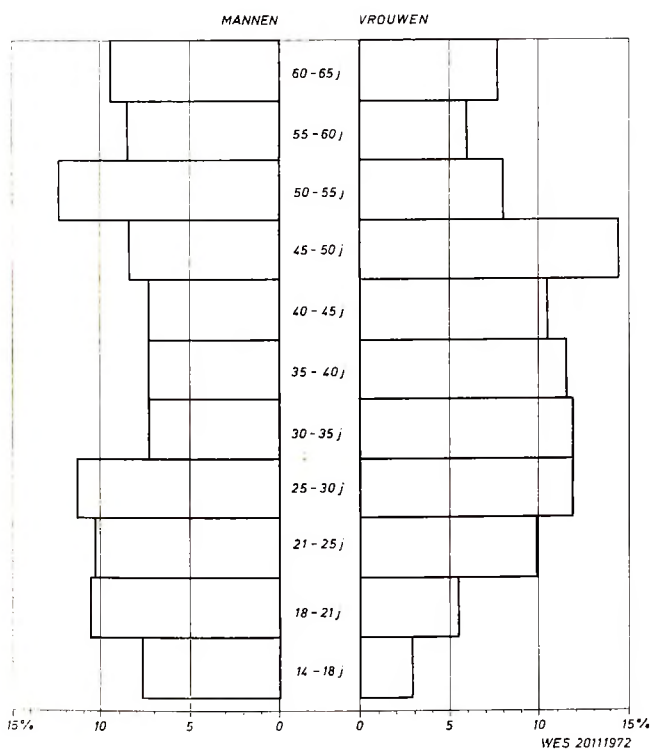 MANNEN VROUWEN
60-65 j
55-60 j
50-55 j
45-50 j
40-45 j
35-40 j
30-35 j
25-30 j
21-25 j
18-21 j
14-18 j
15% 10 5 0 0 5 10 15%
WES 20111972